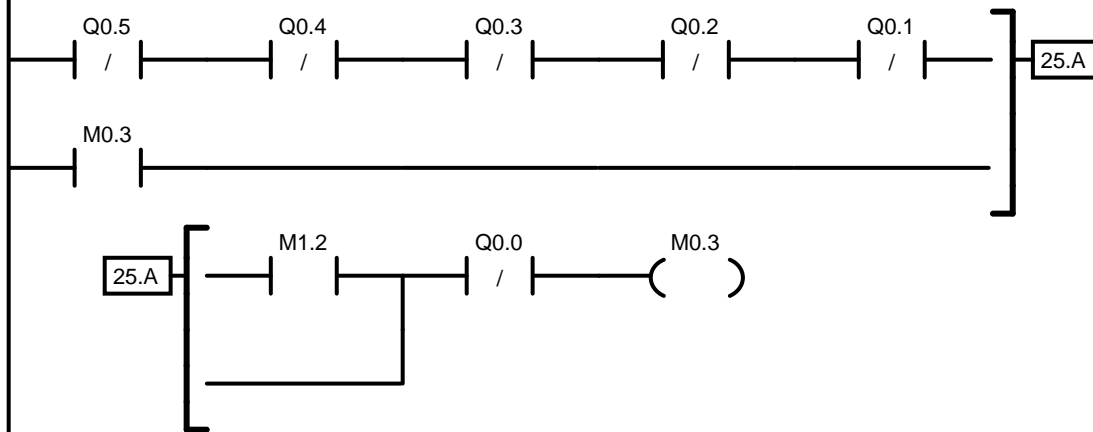 Q0.5 Q0.4 Q0.3 Q0.2 Q0.1
/ / / / / 25.A
M0.3
M1.2 Q0.0 M0.3
25.A / ( )